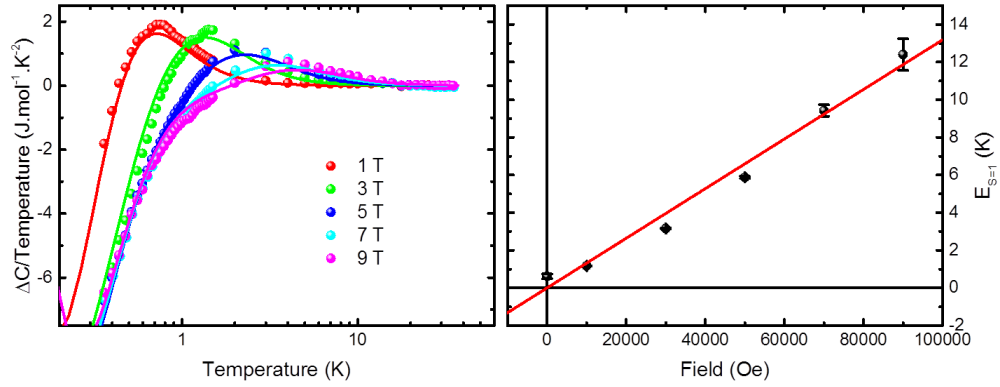 2
0
-2
-4
-6
1
10
ΔC/Temperature (J.mol⁻¹.K⁻²)
Temperature (K)
1 T
3 T
5 T
7 T
9 T
14
12
10
8
6
4
2
0
-2
E_S=1 (K)
0
20000
40000
60000
80000
100000
Field (Oe)